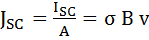 J_SC = I_SC / A = σ B v